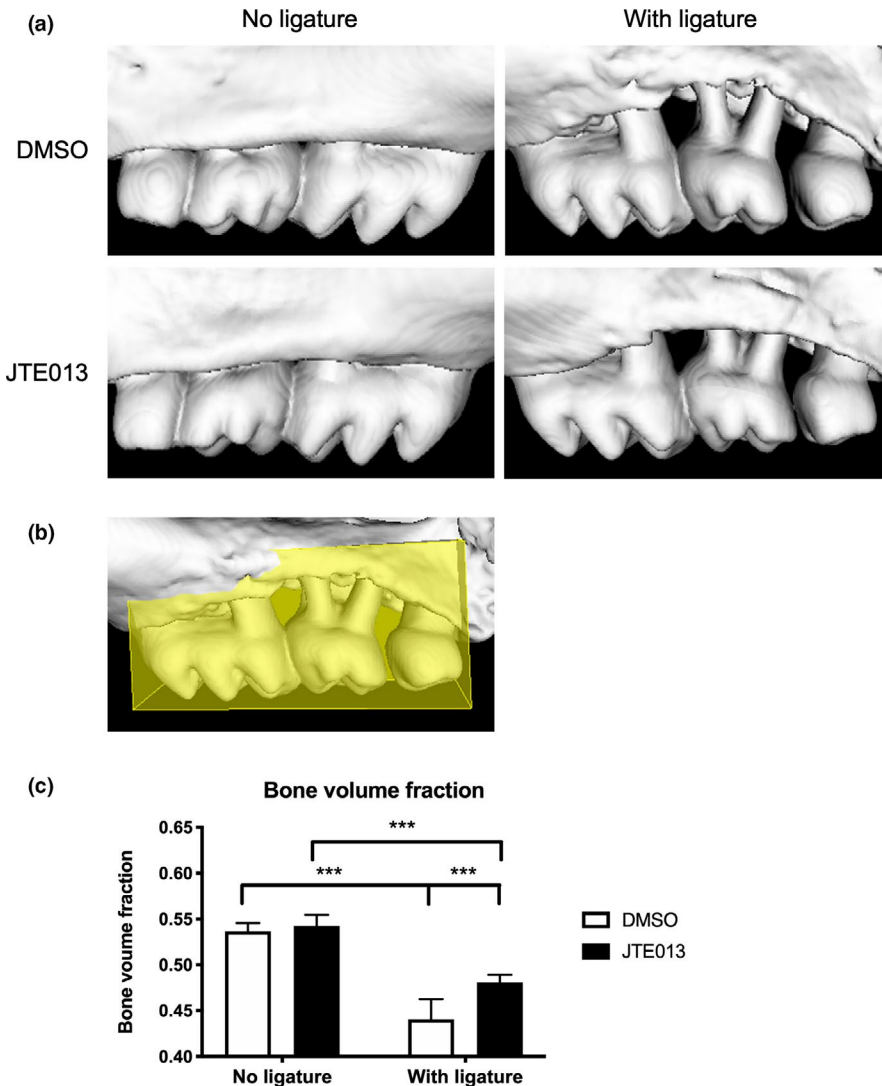 (a)
No ligature
With ligature
DMSO
JTE013
(b)
(c)
Bone volume fraction
Bone voume fraction
0.65
0.60
0.55
0.50
0.45
0.40
***
***
***
DMSO
JTE013
No ligature
With ligature